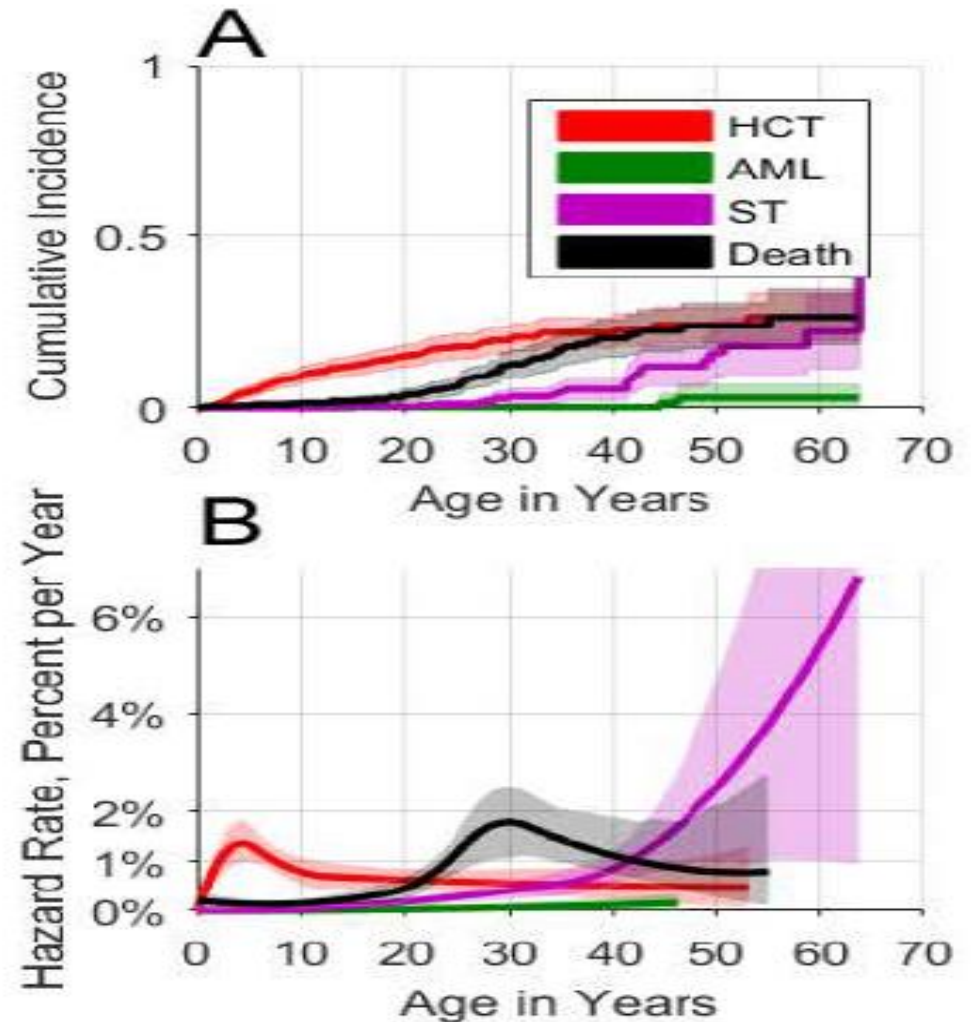 A
Cumulative Incidence
1
0.5
0
HCT
AML
ST
Death
0 10 20 30 40 50 60 70
Age in Years
B
Hazard Rate, Percent per Year
6%
4%
2%
1%
0%
0 10 20 30 40 50 60 70
Age in Years